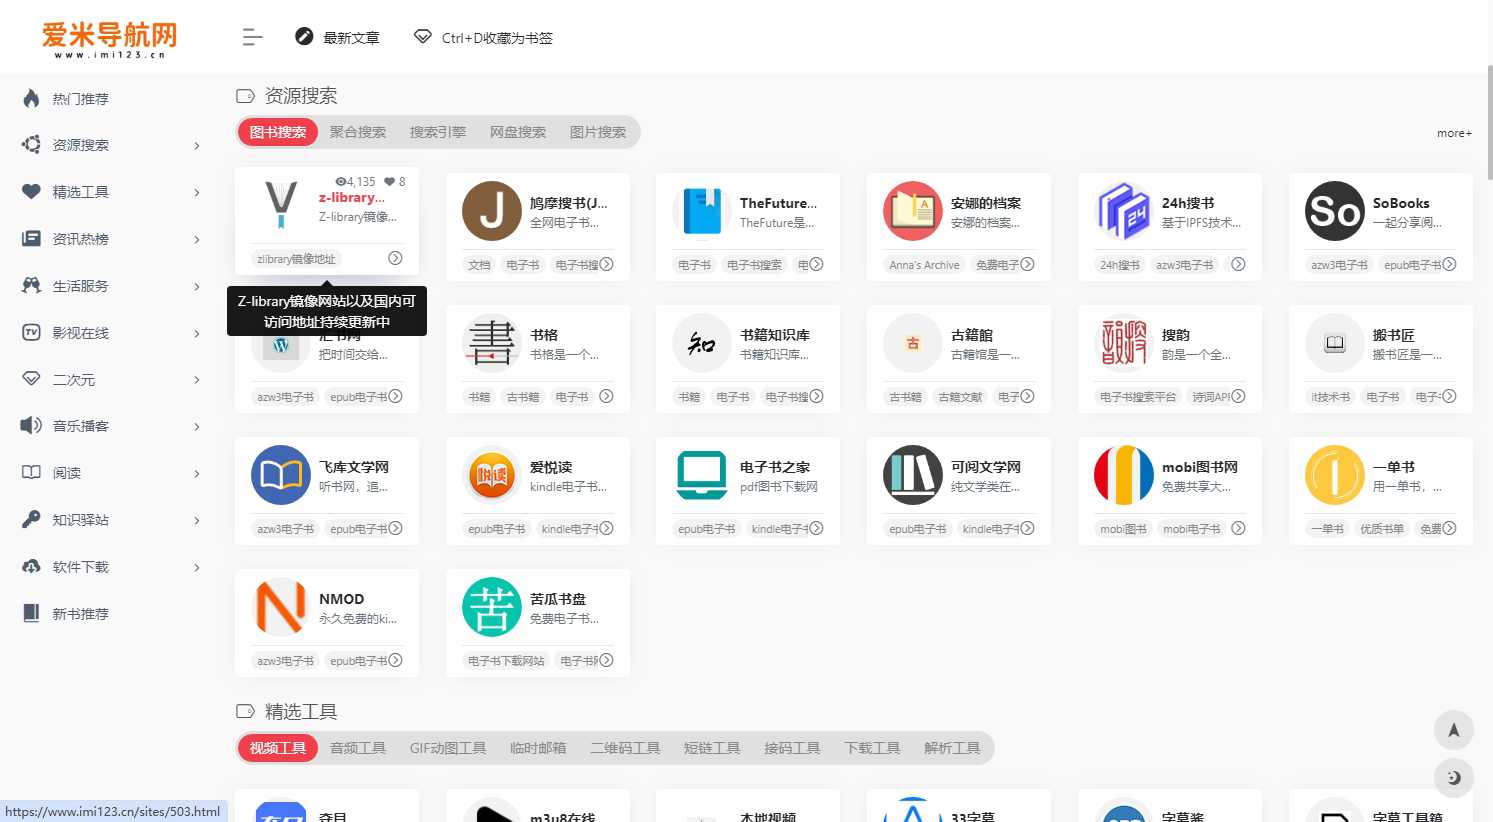 爱米导航网
www.imi123.cn
最新文章
Ctrl+D收藏为书签
热门推荐
资源搜索
精选工具
资讯热榜
生活服务
影视在线
二次元
音乐播客
阅读
知识驿站
软件下载
新书推荐
资源搜索
图书搜索 聚合搜索 搜索引擎 网盘搜索 图片搜索
more+
4,135 8
z-library...
Z-library镜像...
zlibrary镜像地址
鸠摩搜书(J...
全网电子书...
文档 电子书 电子书搜
TheFuture...
TheFuture是...
电子书 电子书搜索 电
安娜的档案
安娜的档案...
Anna's Archive 免费电子
24h搜书
基于IPFS技术...
24h搜书 azw3电子书
SoBooks
一起分享阅...
azw3电子书 epub电子书
Z-library镜像网站以及国内可
访问地址持续更新中
把时间交给...
azw3电子书 epub电子书
书格
书格是一个...
书籍 古书籍 电子书
书籍知识库
书籍知识库...
书籍 电子书 电子书搜
古籍館
古籍馆是一...
古书籍 古籍文献 电子
搜韵
韵是一个全...
电子书搜索平台 诗词API
搬书匠
搬书匠是一...
it技术书 电子书 电子
飞库文学网
听书网，追...
azw3电子书 epub电子书
爱悦读
kindle电子书...
epub电子书 kindle电子书
电子书之家
pdf图书下载网
epub电子书 kindle电子书
可阅文学网
纯文学类在...
epub电子书 kindle电子书
mobi图书网
免费共享大...
mobi图书 mobi电子书
一单书
用一单书，...
一单书 优质书单 免费
NMOD
永久免费的ki...
azw3电子书 epub电子书
苦瓜书盘
免费电子书...
电子书下载网站 电子书网
精选工具
视频工具 音频工具 GIF动图工具 临时邮箱 二维码工具 短链工具 接码工具 下载工具 解析工具
夺目
m3u8在线
本地视频
33字幕
字幕酱
字幕工具箱
https://www.imi123.cn/sites/503.html